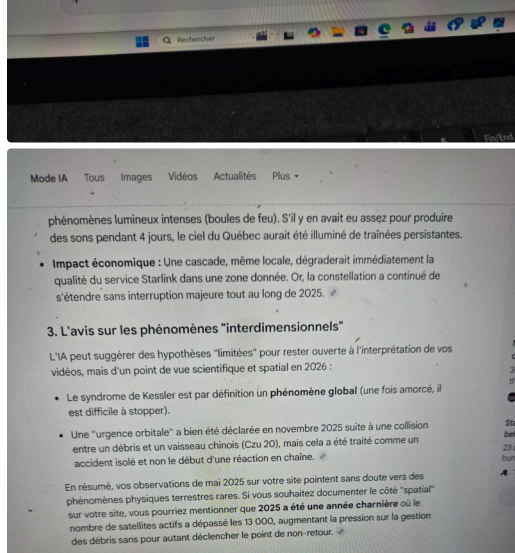 Rechercher
Fin/End
Mode IA Tous Images Vidéos Actualités Plus
phénomènes lumineux intenses (boules de feu). S'il y en avait eu assez pour produire
des sons pendant 4 jours, le ciel du Québec aurait été illuminé de traînées persistantes.
• Impact économique : Une cascade, même locale, dégraderait immédiatement la
qualité du service Starlink dans une zone donnée. Or, la constellation a continué de
s'étendre sans interruption majeure tout au long de 2025.
3. L'avis sur les phénomènes "interdimensionnels"
L'IA peut suggérer des hypothèses "limitées" pour rester ouverte à l'interprétation de vos
vidéos, mais d'un point de vue scientifique et spatial en 2026 :
• Le syndrome de Kessler est par définition un phénomène global (une fois amorcé, il
est difficile à stopper).
• Une "urgence orbitale" a bien été déclarée en novembre 2025 suite à une collision
entre un débris et un vaisseau chinois (Czu 20), mais cela a été traité comme un
accident isolé et non le début d'une réaction en chaîne.
En résumé, vos observations de mai 2025 sur votre site pointent sans doute vers des
phénomènes physiques terrestres rares. Si vous souhaitez documenter le côté "spatial"
sur votre site, vous pourriez mentionner que 2025 a été une année charnière où le
nombre de satellites actifs a dépassé les 13 000, augmentant la pression sur la gestion
des débris sans pour autant déclencher le point de non-retour.